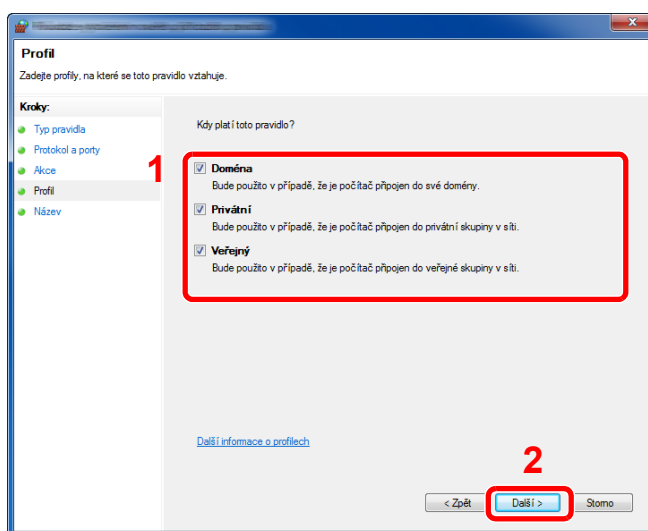 Profil
Zadejte profily, na které se toto pravidlo vztahuje.
Kroky:
Typ pravidla
Protokol a porty
Akce
Profil
Název
Kdy platí toto pravidlo?
1
Doména
Bude použito v případě, že je počítač připojen do své domény.
Privátní
Bude použito v případě, že je počítač připojen do privátní skupiny v síti.
Veřejný
Bude použito v případě, že je počítač připojen do veřejné skupiny v síti.
Další informace o profilech
2
< Zpět
Další >
Storno